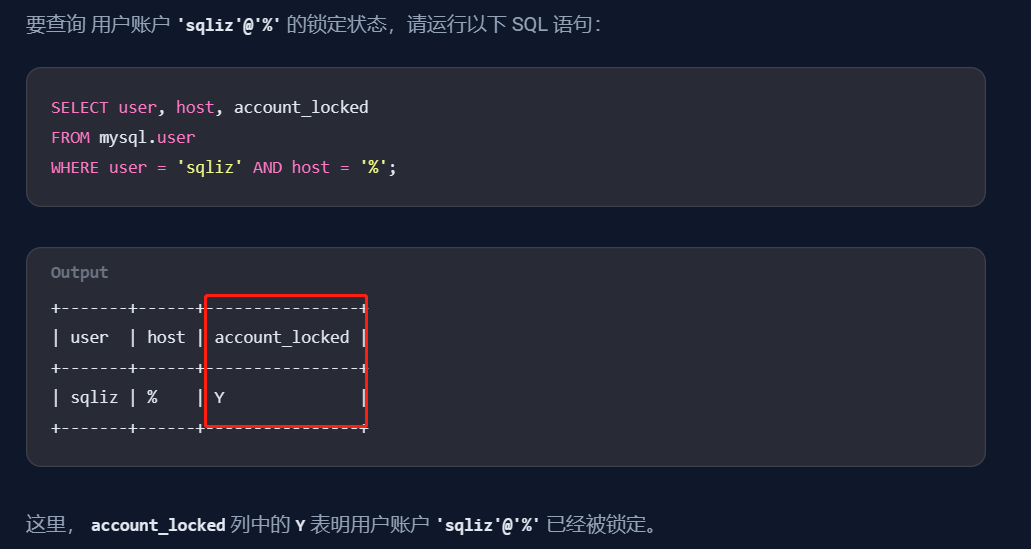 要查询 用户账户 'sqliz'@'%' 的锁定状态，请运行以下 SQL 语句：
SELECT user, host, account_locked
FROM mysql.user
WHERE user = 'sqliz' AND host = '%';
Output
+-------+------+----------------+
| user  | host | account_locked |
+-------+------+----------------+
| sqliz | %    | Y              |
+-------+------+----------------+
这里， account_locked 列中的 Y 表明用户账户 'sqliz'@'%' 已经被锁定。